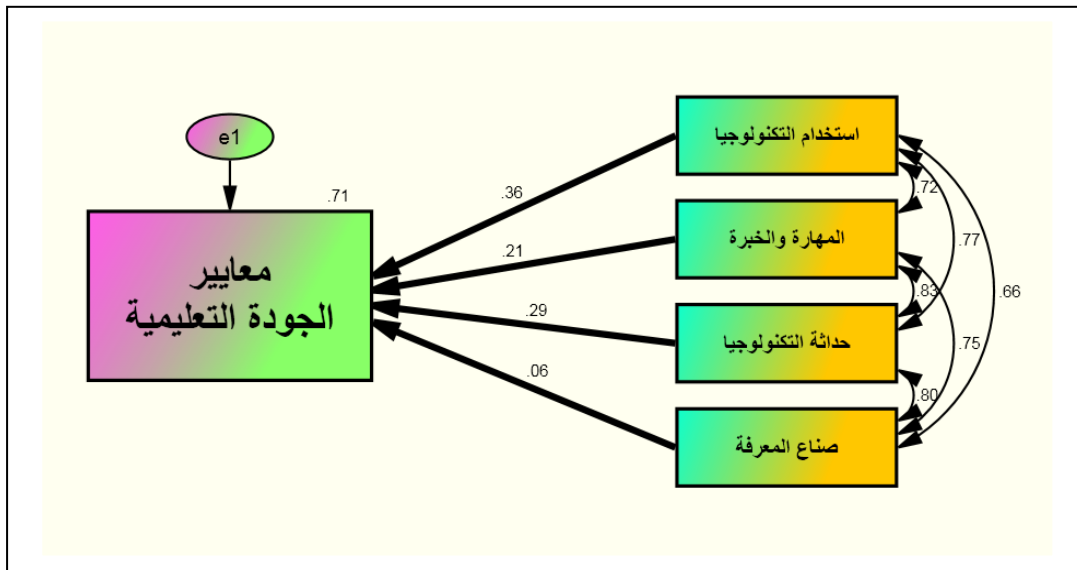 e1
.71
معايير
الجودة التعليمية
.36
.21
.29
.06
استخدام التكنولوجيا
المهارة والخبرة
حداثة التكنولوجيا
صناع المعرفة
.72
.77
.83
.66
.75
.80